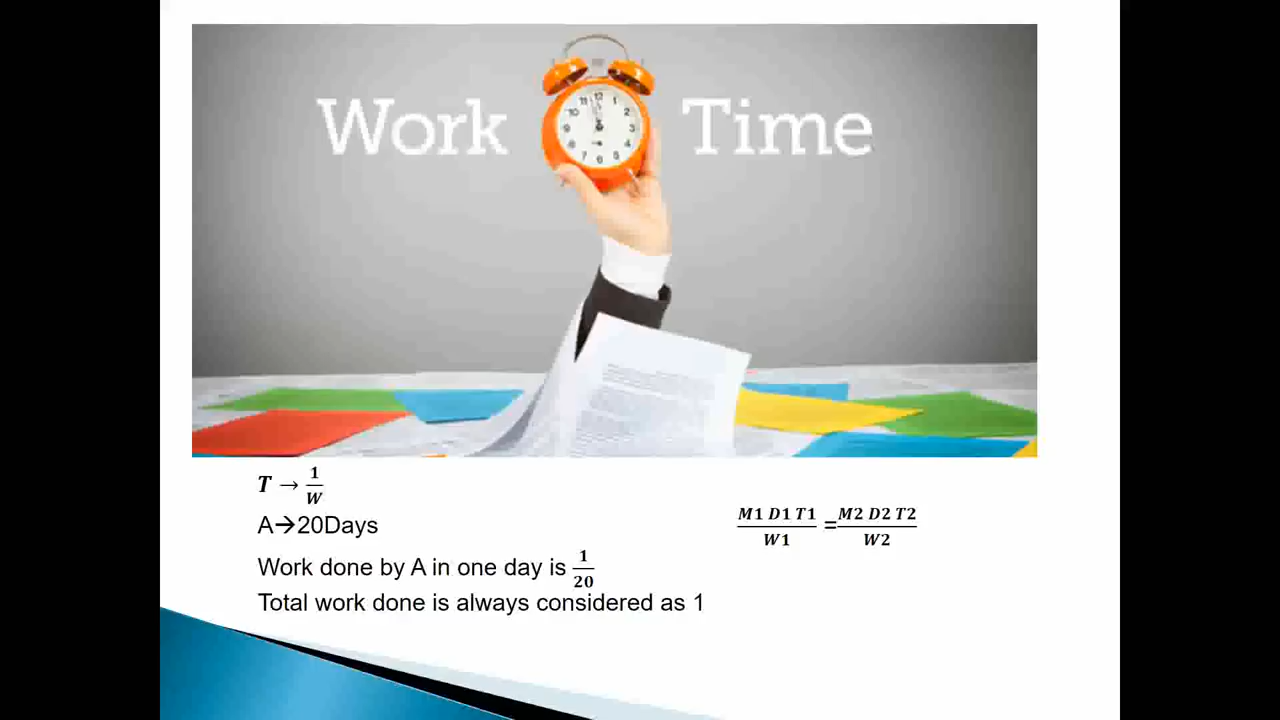 Work Time
T → 1/W
A→20Days
Work done by A in one day is 1/20
Total work done is always considered as 1
M1 D1 T1/W1 = M2 D2 T2/W2